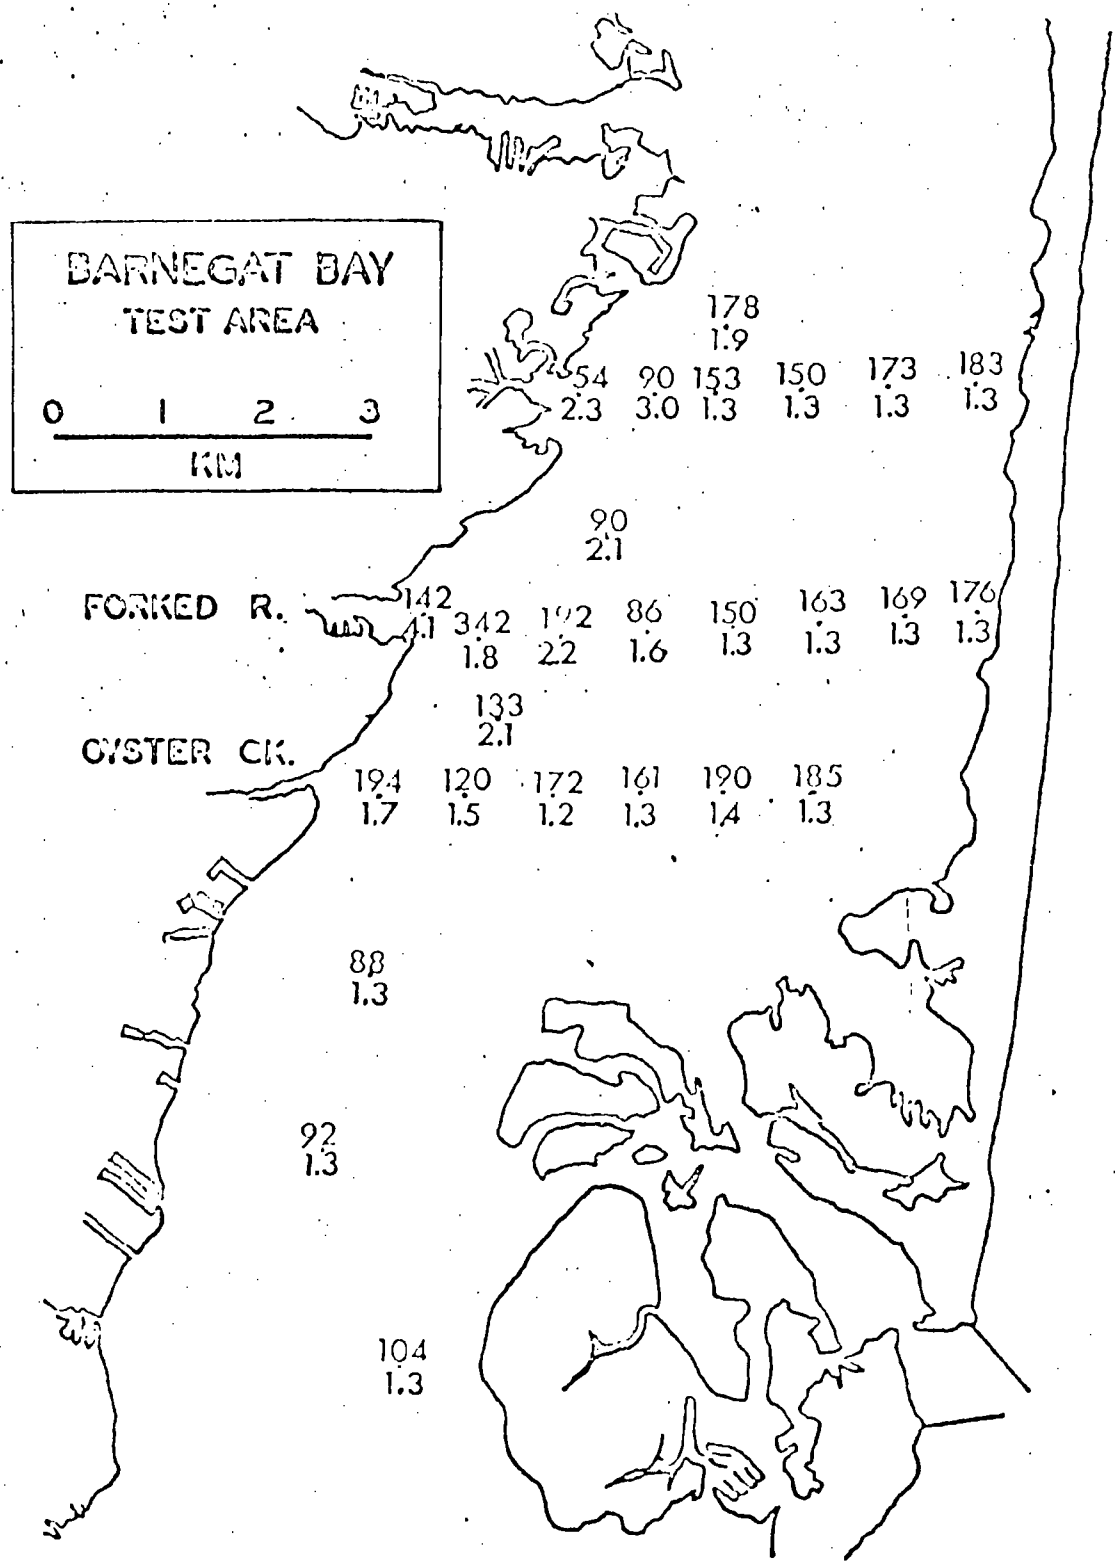 BARNEGAT BAY
TEST AREA
0 1 2 3
KM
178
1.9
54 90 153 150 173 183
2.3 3.0 1.3 1.3 1.3 1.3
90
2.1
FORKED R.
142 342 192 86 150 163 169 176
4.1 1.8 2.2 1.6 1.3 1.3 1.3 1.3
133
2.1
OYSTER CK.
194 120 172 161 190 185
1.7 1.5 1.2 1.3 1.4 1.3
88
1.3
92
1.3
104
1.3